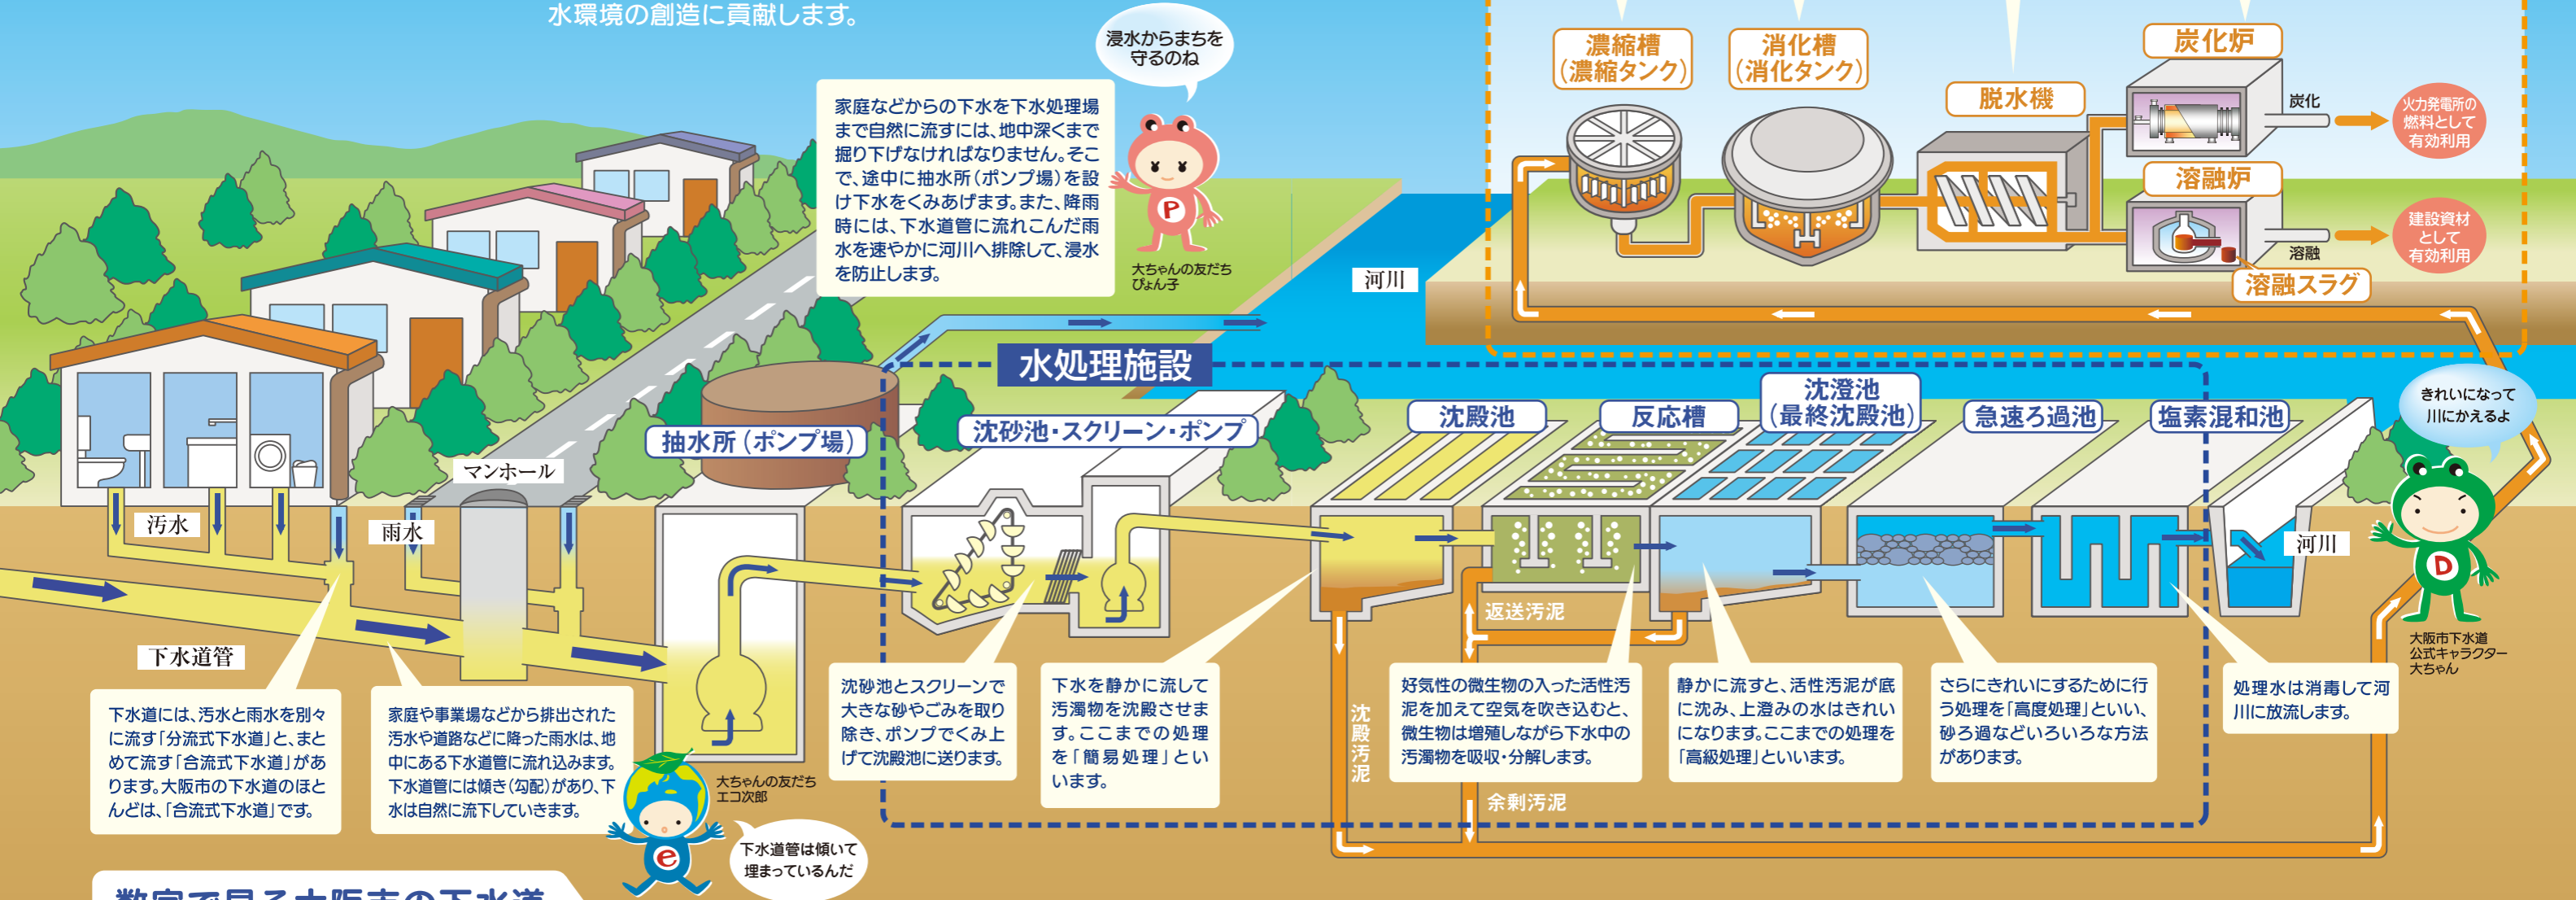 水環境の創造に貢献します。
浸水からまちを
守るのね
家庭などからの下水を下水処理場
まで自然に流すには、地中深くまで
掘り下げなければなりません。そこ
で、途中に抽水所（ポンプ場）を設
け下水をくみあげます。また、降雨
時には、下水道管に流れこんだ雨
水を速やかに河川へ排除して、浸水
を防止します。
P
大ちゃんの友だち
ぴょん子
河川
濃縮槽
（濃縮タンク）
消化槽
（消化タンク）
脱水機
炭化炉
炭化
火力発電所の
燃料として
有効利用
溶融炉
溶融
建設資材
として
有効利用
溶融スラグ
水処理施設
抽水所（ポンプ場）
沈砂池・スクリーン・ポンプ
沈殿池
反応槽
沈澄池
（最終沈殿池）
急速ろ過池
塩素混和池
きれいになって
川にかえるよ
マンホール
汚水
雨水
河川
D
大阪市下水道
公式キャラクター
大ちゃん
下水道管
返送汚泥
沈殿汚泥
余剰汚泥
下水道には、汚水と雨水を別々
に流す「分流式下水道」と、まと
めて流す「合流式下水道」があ
ります。大阪市の下水道のほと
んどは、「合流式下水道」です。
家庭や事業場などから排出された
汚水や道路などに降った雨水は、地
中にある下水道管に流れ込みます。
下水道管には傾き（勾配）があり、下
水は自然に流下していきます。
沈砂池とスクリーンで
大きな砂やごみを取り
除き、ポンプでくみ上
げて沈殿池に送ります。
下水を静かに流して
汚濁物を沈殿させま
す。ここまでの処理
を「簡易処理」とい
います。
好気性の微生物の入った活性汚
泥を加えて空気を吹き込むと、
微生物は増殖しながら下水中の
汚濁物を吸収・分解します。
静かに流すと、活性汚泥が底
に沈み、上澄みの水はきれい
になります。ここまでの処理を
「高級処理」といいます。
さらにきれいにするために行
う処理を「高度処理」といい、
砂ろ過などいろいろな方法
があります。
処理水は消毒して河
川に放流します。
大ちゃんの友だち
エコ次郎
e
下水道管は傾いて
埋まっているんだ
数字で見る大阪市の下水道